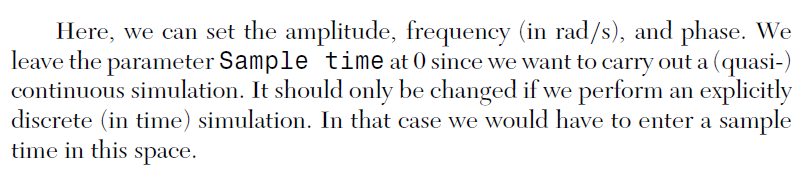 Here, we can set the amplitude, frequency (in rad/s), and phase. We
leave the parameter Sample time at 0 since we want to carry out a (quasi-)
continuous simulation. It should only be changed if we perform an explicitly
discrete (in time) simulation. In that case we would have to enter a sample
time in this space.